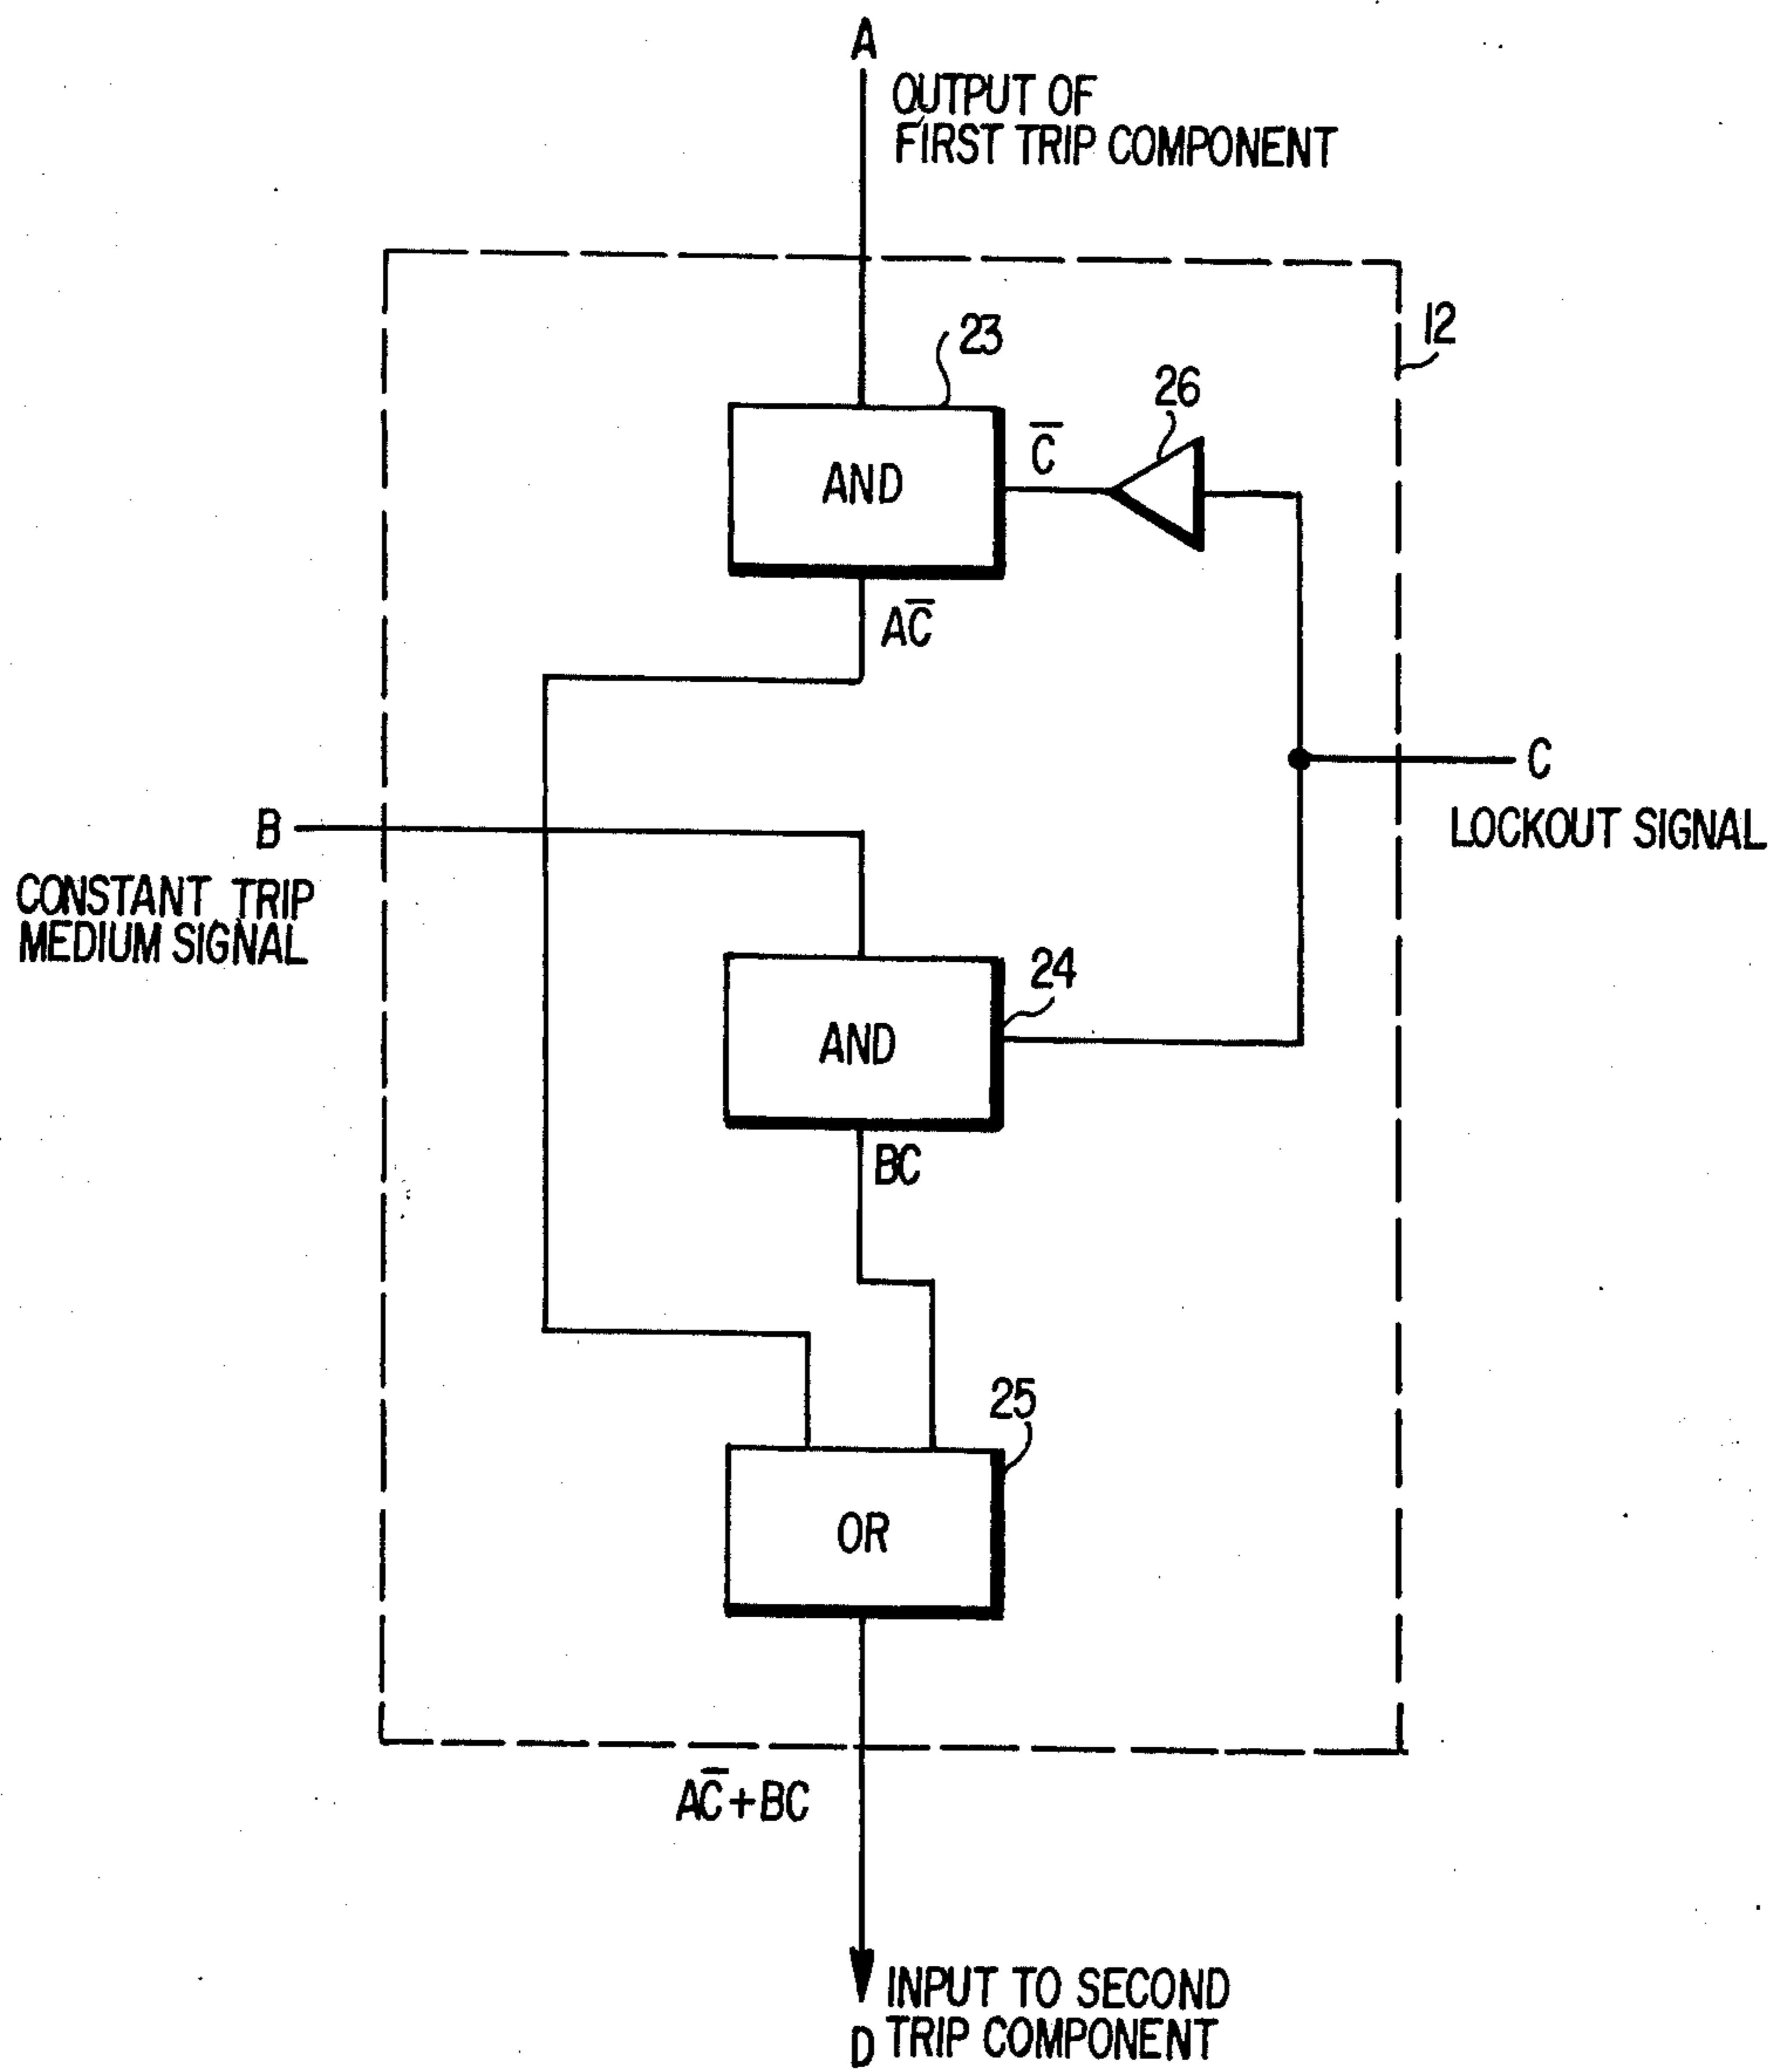 A
OUTPUT OF
FIRST TRIP COMPONENT
12
23
26
AND
C̅
AC̅
C
LOCKOUT SIGNAL
B
CONSTANT TRIP
MEDIUM SIGNAL
24
AND
BC
25
OR
AC̅+BC
INPUT TO SECOND
D TRIP COMPONENT